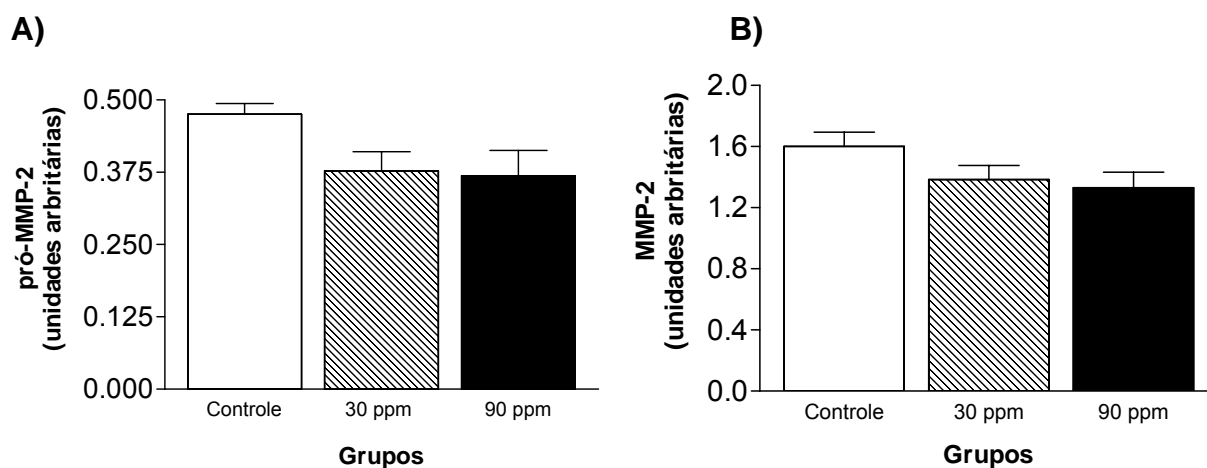 A)
pró-MMP-2
(unidades arbritárias)
0.500
0.375
0.250
0.125
0.000
Controle 30 ppm 90 ppm
Grupos
B)
MMP-2
(unidades arbritárias)
2.0
1.6
1.2
0.8
0.4
0.0
Controle 30 ppm 90 ppm
Grupos